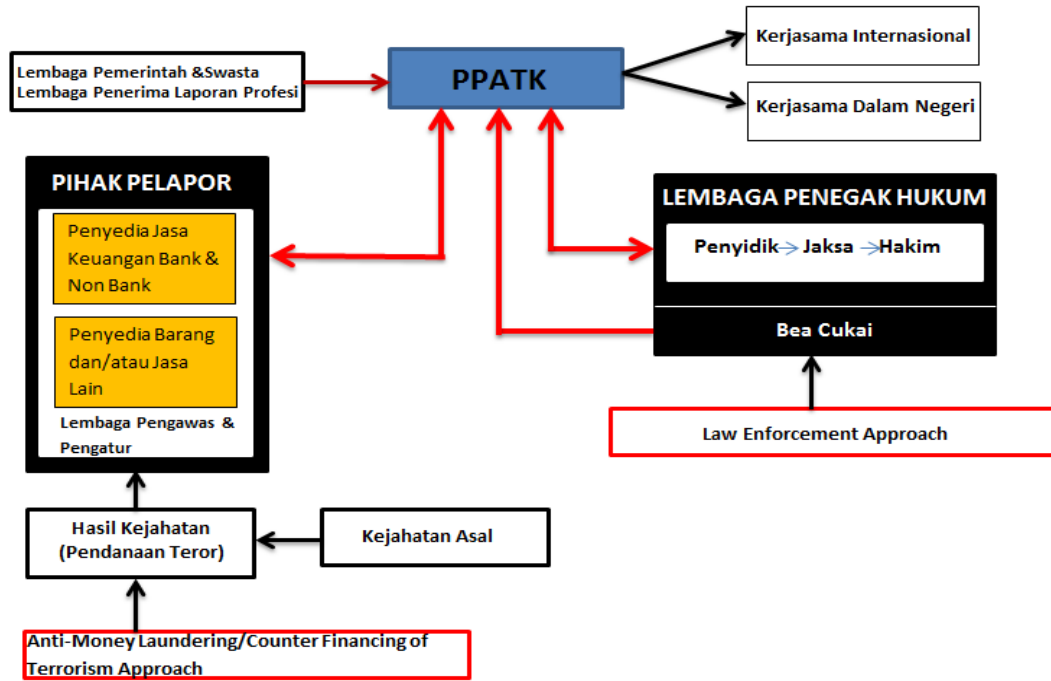 Lembaga Pemerintah &Swasta
Lembaga Penerima Laporan Profesi
PPATK
Kerjasama Internasional
Kerjasama Dalam Negeri
PIHAK PELAPOR
Penyedia Jasa
Keuangan Bank &
Non Bank
Penyedia Barang
dan/atau Jasa
Lain
Lembaga Pengawas &
Pengatur
LEMBAGA PENEGAK HUKUM
Penyidik→ Jaksa →Hakim
Bea Cukai
Law Enforcement Approach
Hasil Kejahatan
(Pendanaan Teror)
Kejahatan Asal
Anti-Money Laundering/Counter Financing of
Terrorism Approach